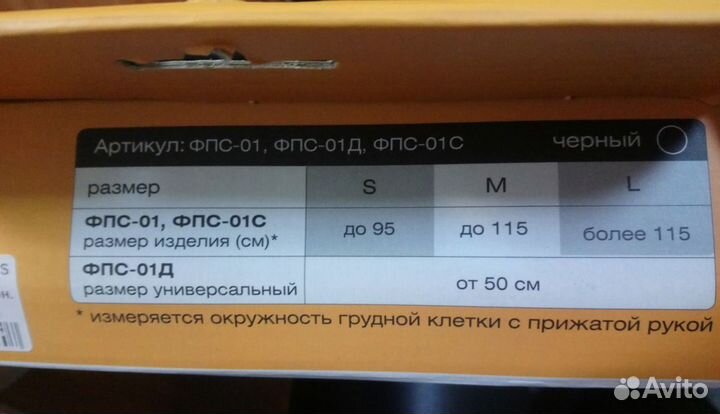 Артикул: ФПС-01, ФПС-01Д, ФПС-01С черный
размер S M L
ФПС-01, ФПС-01С
размер изделия (см)* до 95 до 115 более 115
ФПС-01Д
размер универсальный от 50 см
* измеряется окружность грудной клетки с прижатой рукой
S
он.
Avito